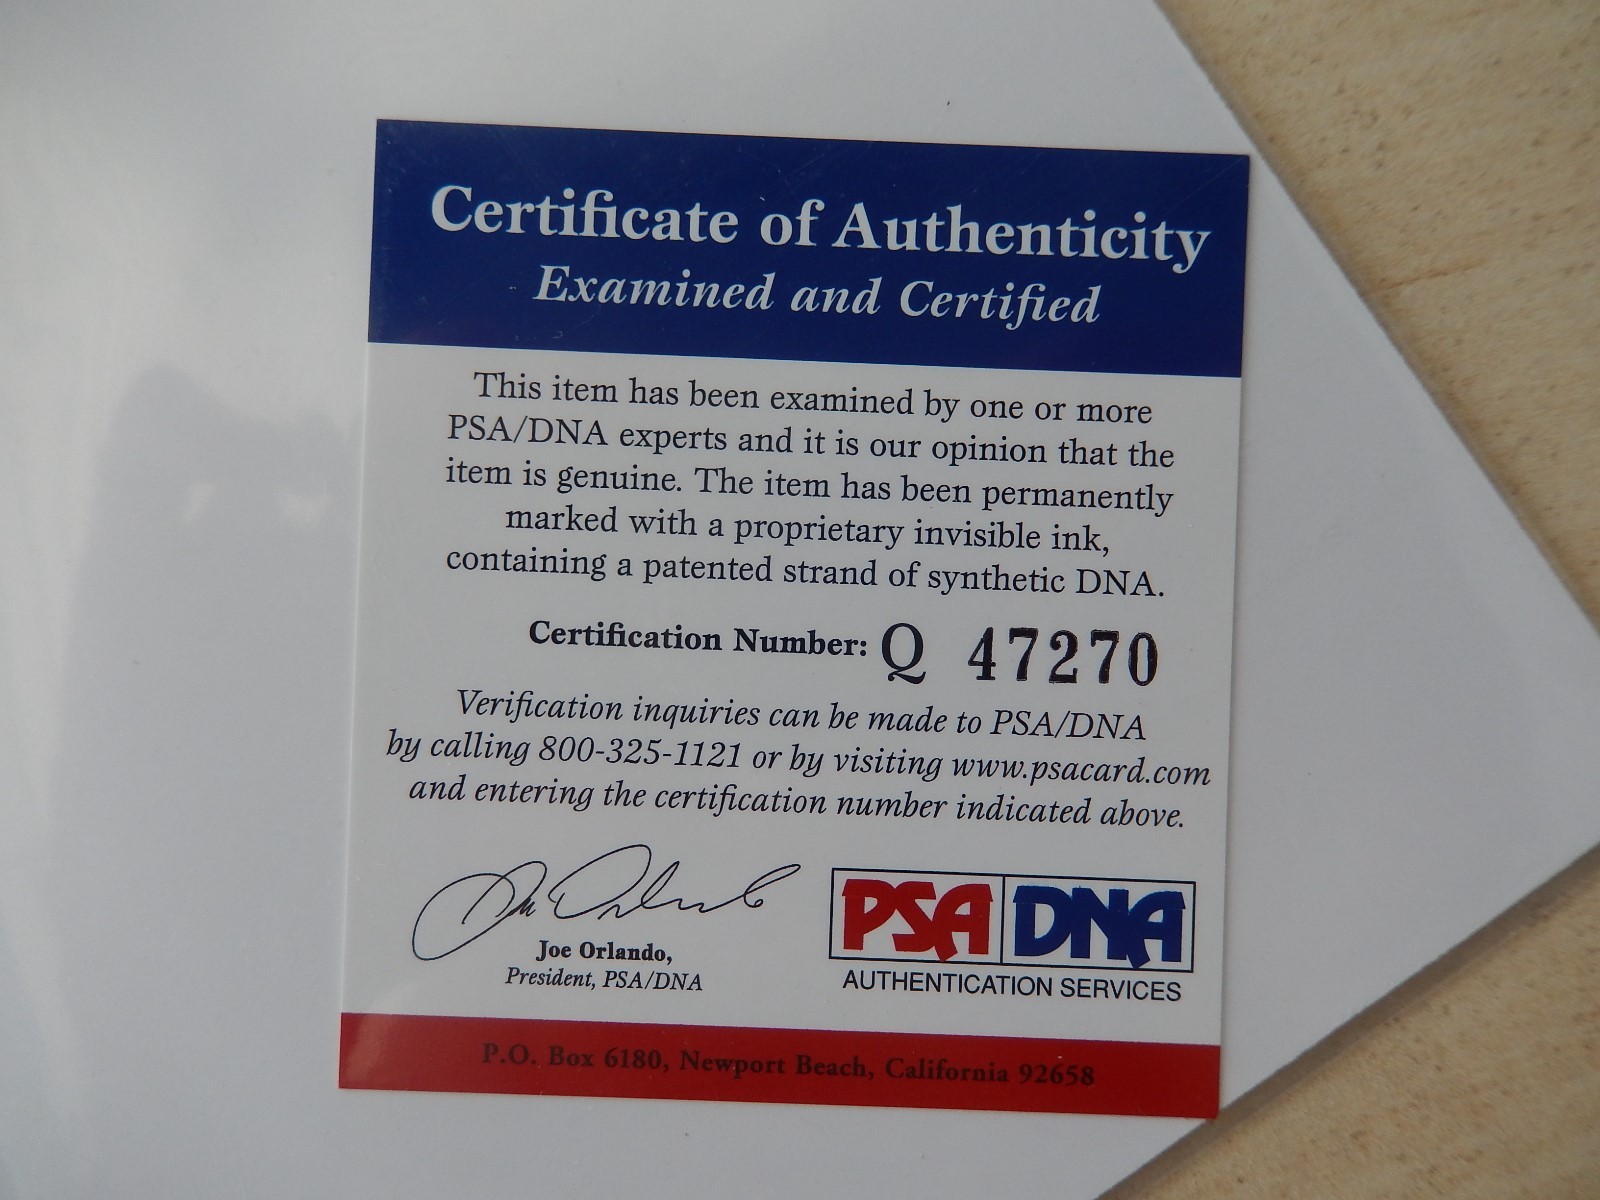 Certificate of Authenticity
Examined and Certified
This item has been examined by one or more
PSA/DNA experts and it is our opinion that the
item is genuine. The item has been permanently
marked with a proprietary invisible ink,
containing a patented strand of synthetic DNA.
Certification Number: Q 47270
Verification inquiries can be made to PSA/DNA
by calling 800-325-1121 or by visiting www.psacard.com
and entering the certification number indicated above.
Joe Orlando,
President, PSA/DNA
PSA DNA
AUTHENTICATION SERVICES
P.O. Box 6180, Newport Beach, California 92658